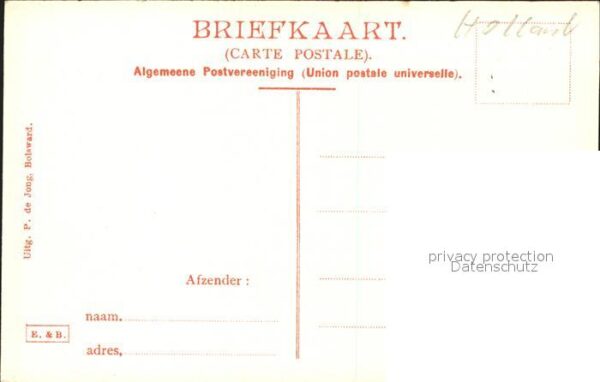 BRIEFKAART.
(CARTE POSTALE).
Algemeene Postvereeniging (Union postale universelle).
Holland
Uitg. P. de Jong, Bolsward.
privacy protection
Datenschutz
Afzender:
naam.
E. & B.
adres,